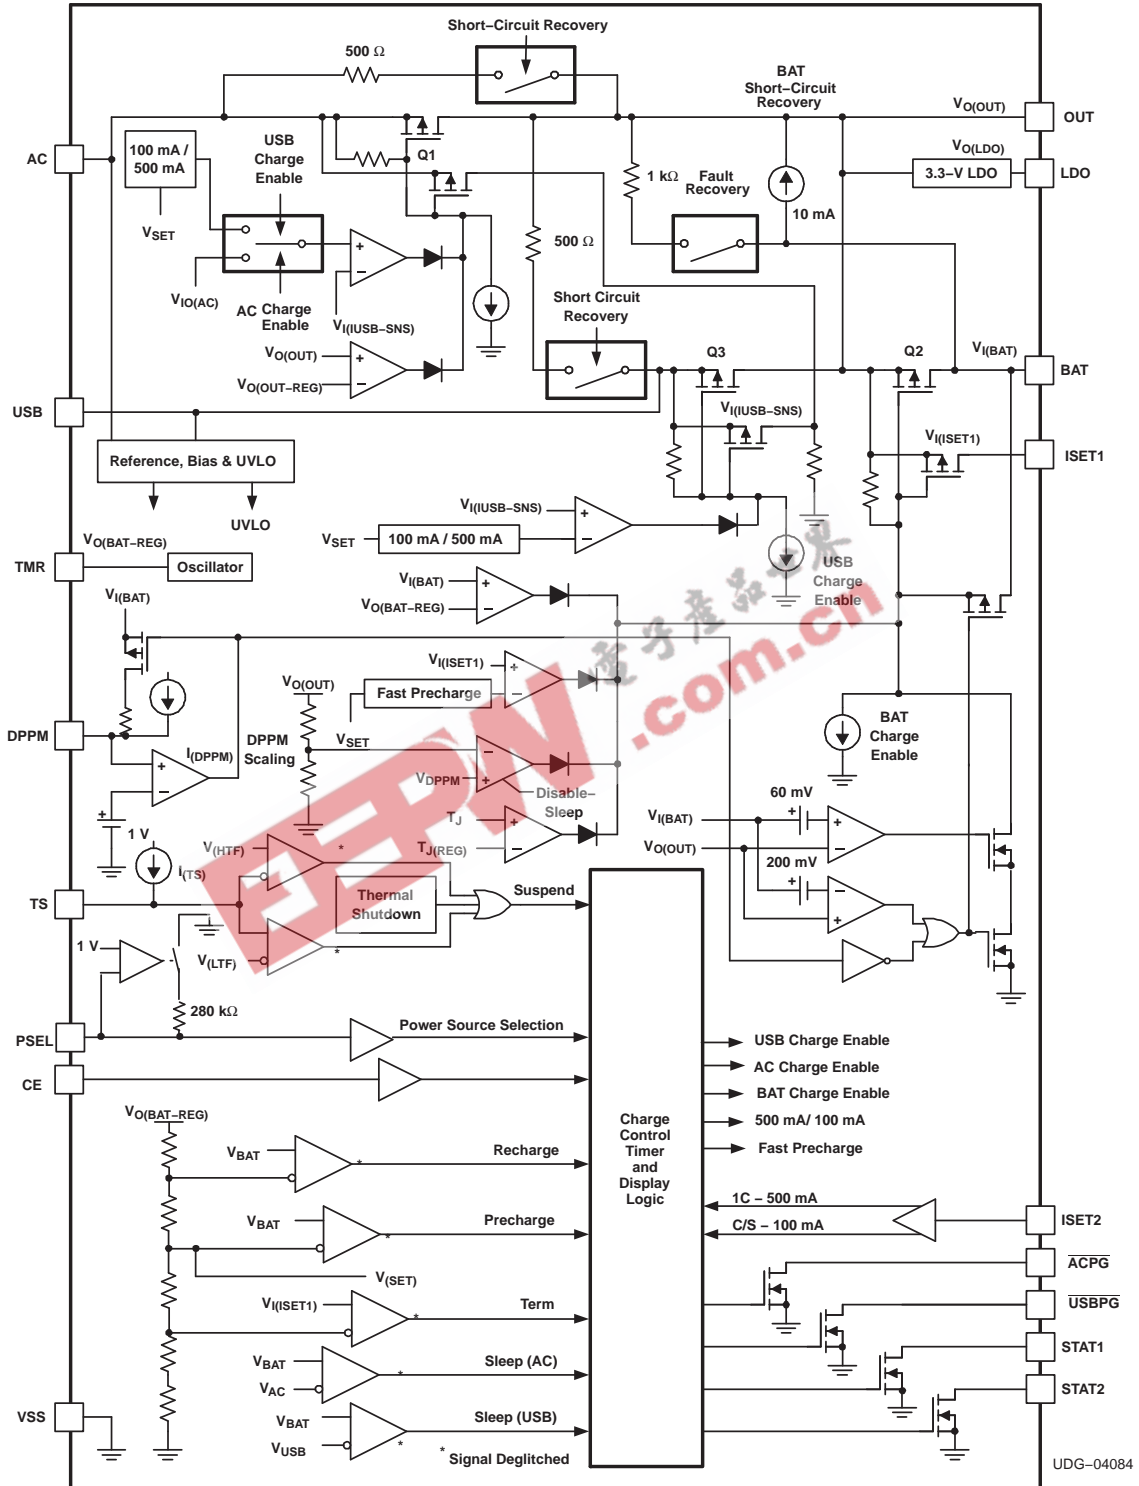 Short–Circuit Recovery
500 Ω
BAT
Short–Circuit
Recovery
VO(OUT)
OUT
AC
100 mA /
500 mA
USB
Charge
Enable
Q1
1 kΩ
Fault
Recovery
10 mA
VO(LDO)
3.3–V LDO
LDO
VSET
VIO(AC)
AC Charge
Enable
+
–
VI(IUSB–SNS)
500 Ω
Short Circuit
Recovery
VO(OUT)
VO(OUT–REG)
+
–
Q3
Q2
VI(BAT)
BAT
USB
VI(IUSB–SNS)
VI(ISET1)
ISET1
Reference, Bias & UVLO
UVLO
VI(IUSB–SNS)
VSET
100 mA / 500 mA
+
–
USB
Charge
Enable
VO(BAT–REG)
TMR
Oscillator
VI(BAT)
VO(BAT–REG)
+
–
電子產品世界
VI(BAT)
VI(ISET1)
Fast Precharge
VSET
+
–
EEPW.com.cn
VO(OUT)
DPPM
I(DPPM)
DPPM
Scaling
+
–
VDPPM
–
+
Disable–
Sleep
BAT
Charge
Enable
+
1 V
TJ
TJ(REG)
+
–
60 mV
VI(BAT)
+
+
–
VO(OUT)
200 mV
+
–
+
V(HTF)
*
I(TS)
TS
Thermal
Shutdown
Suspend
1 V
V(LTF)
*
280 kΩ
PSEL
Power Source Selection
CE
USB Charge Enable
AC Charge Enable
BAT Charge Enable
500 mA/ 100 mA
Fast Precharge
Charge
Control
Timer
and
Display
Logic
VO(BAT–REG)
VBAT
*
Recharge
1C – 500 mA
C/S – 100 mA
ISET2
VBAT
*
Precharge
V(SET)
ACPG
VI(ISET1)
*
Term
USBPG
VBAT
VAC
*
Sleep (AC)
STAT1
STAT2
VSS
VBAT
VUSB
*
Sleep (USB)
* Signal Deglitched
UDG–04084